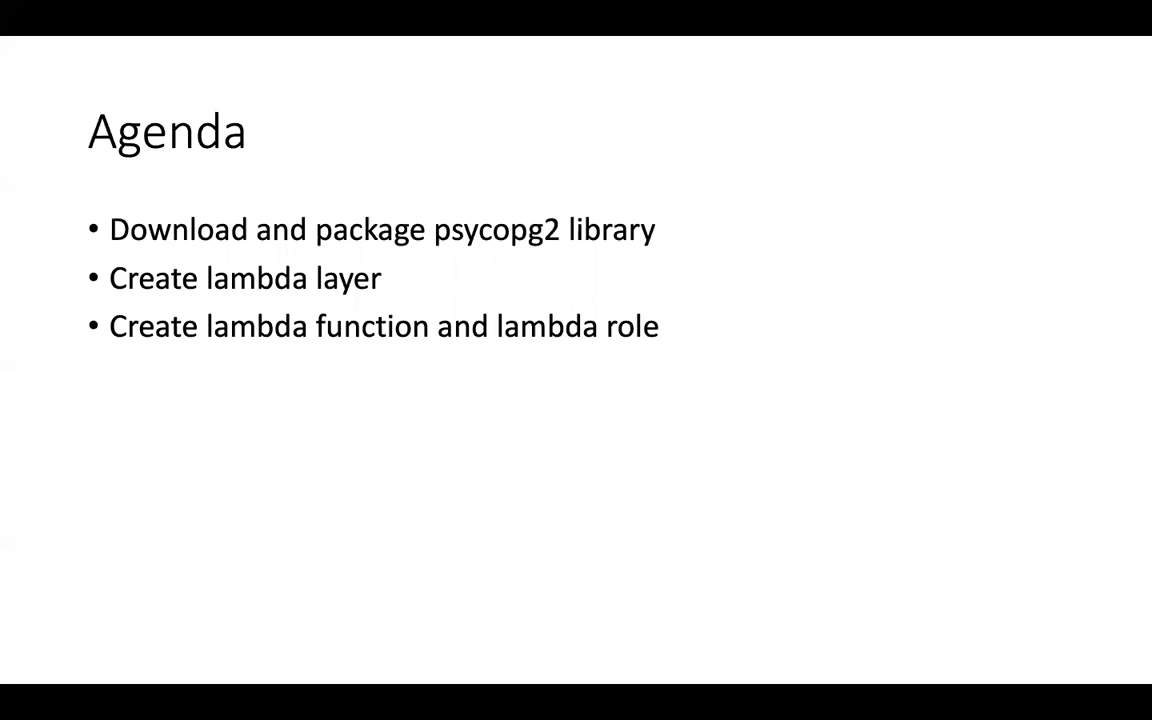 Agenda
• Download and package psycopg2 library
• Create lambda layer
• Create lambda function and lambda role